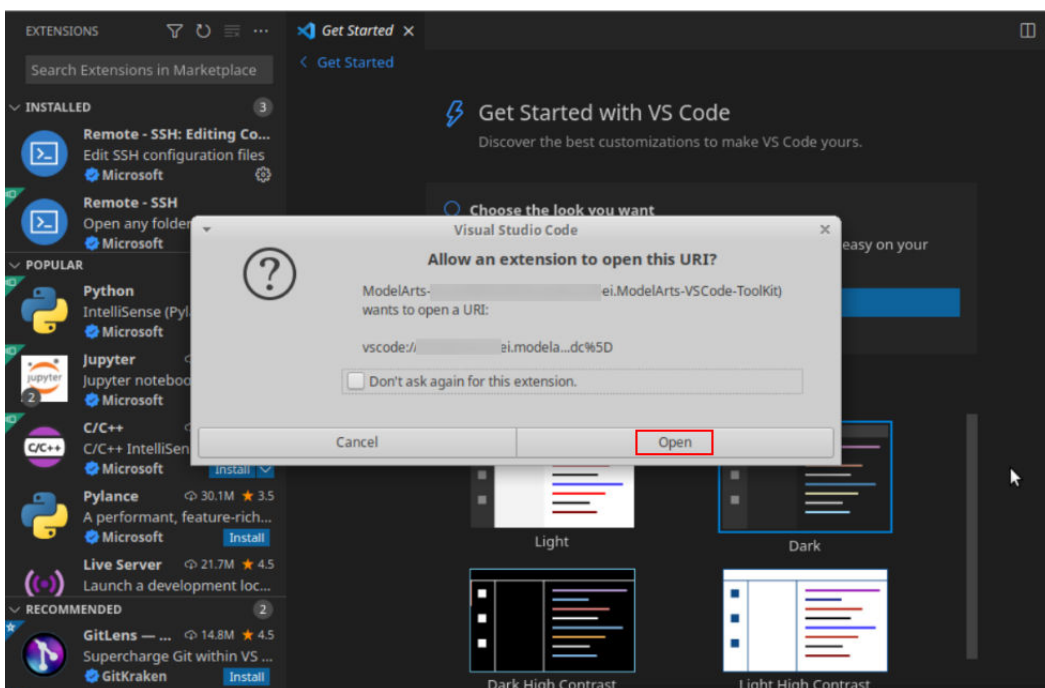 EXTENSIONS
Get Started
Search Extensions in Marketplace
Get Started
INSTALLED 3
Remote - SSH: Editing Co...
Edit SSH configuration files
Microsoft
Remote - SSH
Open any folder
Microsoft
POPULAR
Python
IntelliSense (Pyl
Microsoft
Jupyter
Jupyter noteboo
jupyter
2
Microsoft
C/C++
C/C++
C/C++ IntelliSen
Microsoft Install
Pylance 30.1M ★ 3.5
A performant, feature-rich...
Microsoft Install
Live Server 21.7M ★ 4.5
Launch a development loc...
RECOMMENDED 2
GitLens — ... 14.8M ★ 4.5
Supercharge Git within VS ...
GitKraken Install
Get Started with VS Code
Discover the best customizations to make VS Code yours.
Choose the look you want
easy on your
Visual Studio Code
Allow an extension to open this URI?
ModelArts- ei.ModelArts-VSCode-ToolKit)
wants to open a URI:
vscode:// ei.modela...dc%5D
Don't ask again for this extension.
Cancel Open
Light
Dark
Dark High Contrast
Light High Contrast